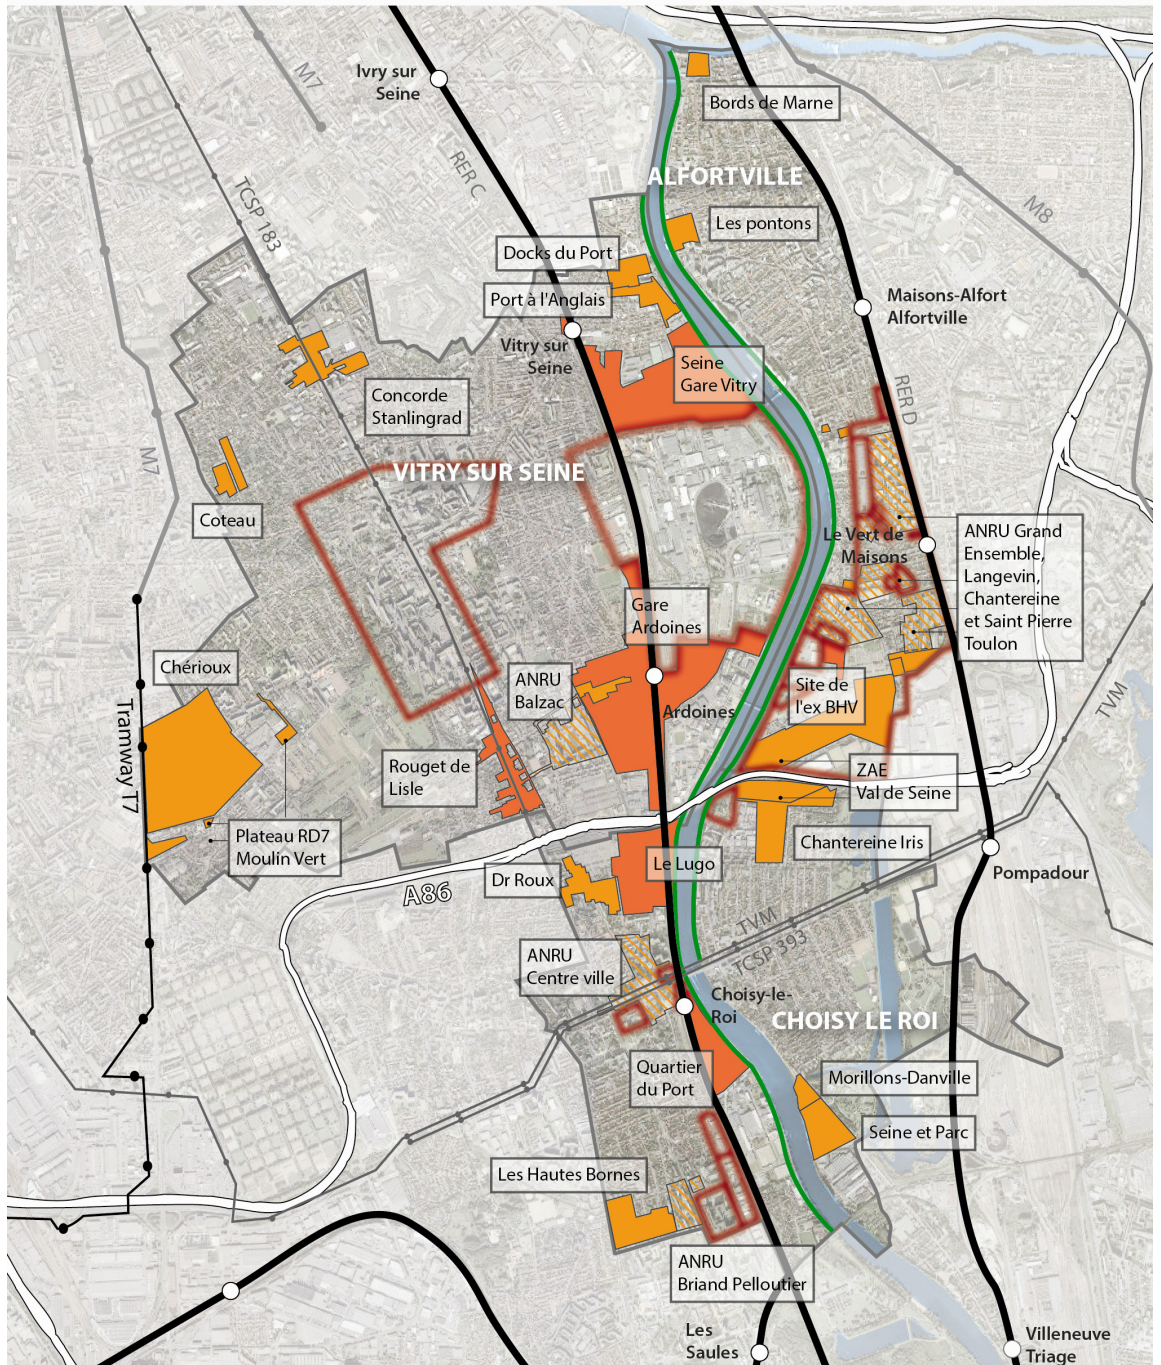 Ivry sur
Seine
M7
RER C
TCSP 183
Bords de Marne
ALFORTVILLE
M8
Les pontons
Docks du Port
Port à l'Anglais
Maisons-Alfort
Alfortville
Vitry sur
Seine
Seine
Gare Vitry
RER D
Concorde
Stanlingrad
M7
VITRY SUR SEINE
Coteau
Le Vert de
Maisons
ANRU Grand
Ensemble,
Langevin,
Chantereine
et Saint Pierre
Toulon
Gare
Ardoines
Chérioux
ANRU
Balzac
Site de
l'ex BHV
Ardoines
TVM
Tramway T7
Rouget de
Lisle
ZAE
Val de Seine
Plateau RD7
Moulin Vert
Chantereine Iris
Le Lugo
Dr Roux
A86
Pompadour
TVM
TCSP 393
ANRU
Centre ville
Choisy-le-
Roi
CHOISY LE ROI
Quartier
du Port
Morillons-Danville
Seine et Parc
Les Hautes Bornes
ANRU
Briand Pelloutier
Les
Saules
Villeneuve
Triage